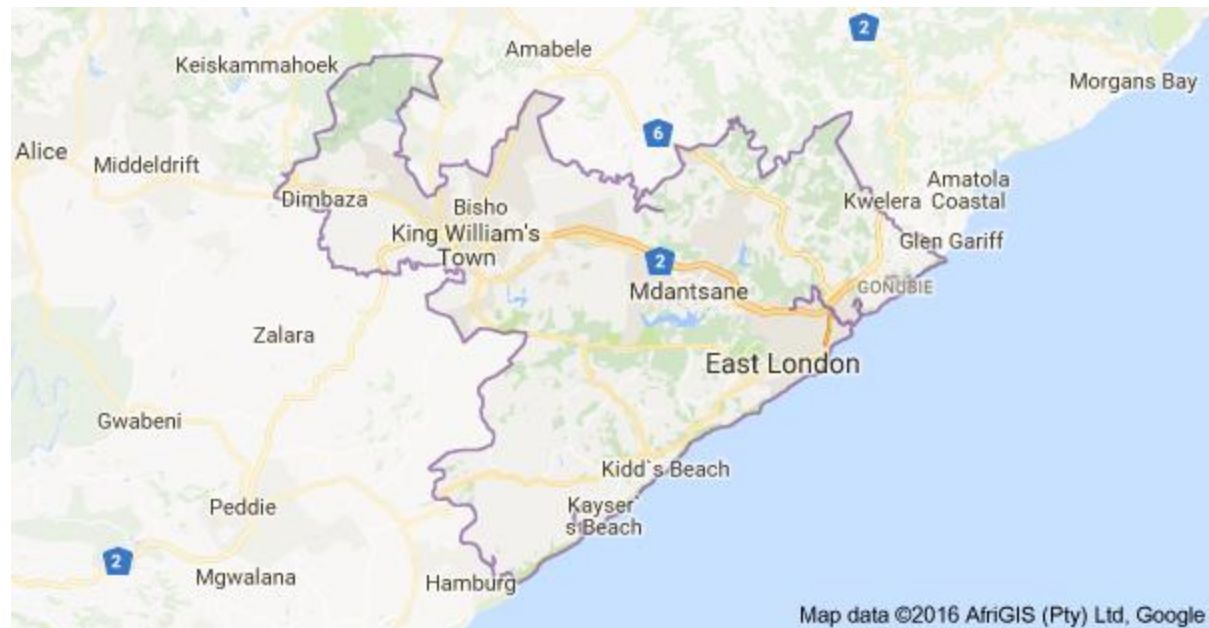 2
Amabele
Keiskammahoek
Morgans Bay
6
Alice
Middeldrift
Amatola
Coastal
Dimbaza
Kwelera
Bisho
King William's
Town
Glen Gariff
2
Mdantsane
GONUBIE
Zalara
East London
Gwabeni
Kidd`s Beach
Peddie
Kayser`
s Beach
2
Mgwalana
Hamburg
Map data ©2016 AfriGIS (Pty) Ltd, Google